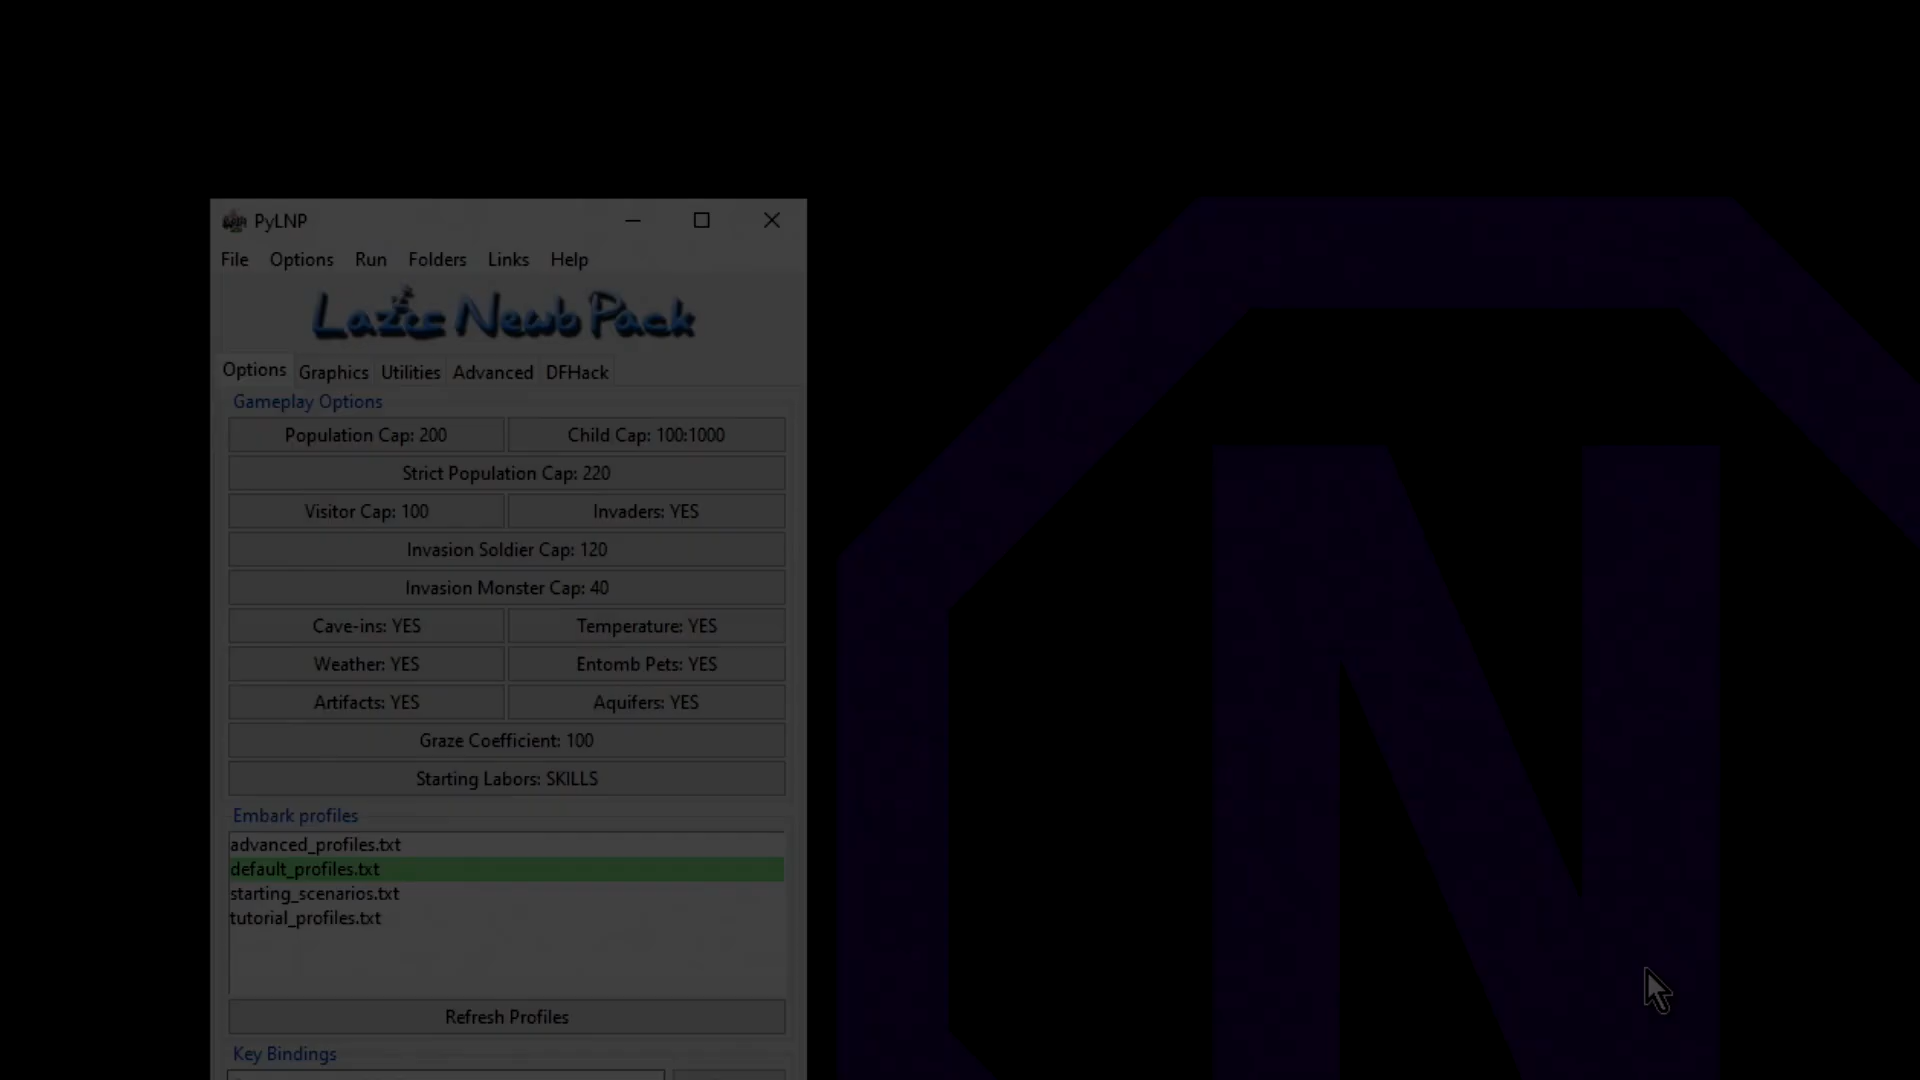 PyLNP
File Options Run Folders Links Help
Lazy Newb Pack
Options Graphics Utilities Advanced DFHack
Gameplay Options
Population Cap: 200 Child Cap: 100:1000
Strict Population Cap: 220
Visitor Cap: 100 Invaders: YES
Invasion Soldier Cap: 120
Invasion Monster Cap: 40
Cave-ins: YES Temperature: YES
Weather: YES Entomb Pets: YES
Artifacts: YES Aquifers: YES
Graze Coefficient: 100
Starting Labors: SKILLS
Embark profiles
advanced_profiles.txt
default_profiles.txt
starting_scenarios.txt
tutorial_profiles.txt
Refresh Profiles
Key Bindings
N